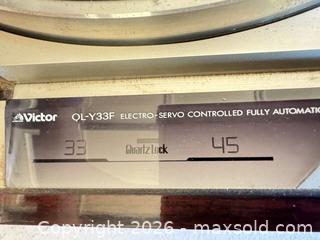 Victor QL-Y33F ELECTRO-SERVO CONTROLLED FULLY AUTOMATIC
33 Quartz Lock 45
Copyright 2026 - maxsold.com